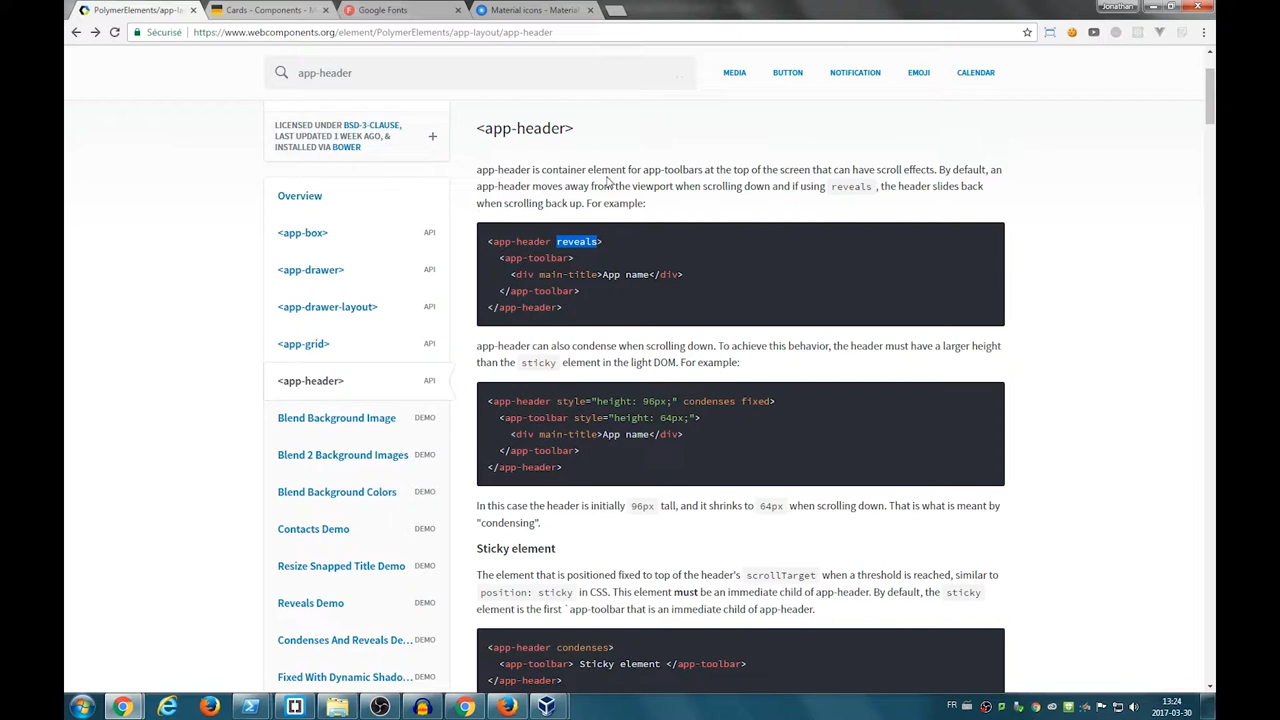 PolymerElements/app-l
Cards - Components - M
Google Fonts
Material icons - Material
Jonathan
Sécurisé
https://www.webcomponents.org/element/PolymerElements/app-layout/app-header
app-header
MEDIA
BUTTON
NOTIFICATION
EMOJI
CALENDAR
LICENSED UNDER BSD-3-CLAUSE,
LAST UPDATED 1 WEEK AGO, &
INSTALLED VIA BOWER
+
Overview
<app-box> API
<app-drawer> API
<app-drawer-layout> API
<app-grid> API
<app-header> API
Blend Background Image DEMO
Blend 2 Background Images DEMO
Blend Background Colors DEMO
Contacts Demo DEMO
Resize Snapped Title Demo DEMO
Reveals Demo DEMO
Condenses And Reveals De... DEMO
Fixed With Dynamic Shado... DEMO
<app-header>
app-header is container element for app-toolbars at the top of the screen that can have scroll effects. By default, an
app-header moves away from the viewport when scrolling down and if using reveals , the header slides back
when scrolling back up. For example:
<app-header reveals>
<app-toolbar>
<div main-title>App name</div>
</app-toolbar>
</app-header>
app-header can also condense when scrolling down. To achieve this behavior, the header must have a larger height
than the sticky element in the light DOM. For example:
<app-header style="height: 96px;" condenses fixed>
<app-toolbar style="height: 64px;">
<div main-title>App name</div>
</app-toolbar>
</app-header>
In this case the header is initially 96px tall, and it shrinks to 64px when scrolling down. That is what is meant by
"condensing".
Sticky element
The element that is positioned fixed to top of the header's scrollTarget when a threshold is reached, similar to
position: sticky in CSS. This element must be an immediate child of app-header. By default, the sticky
element is the first `app-toolbar that is an immediate child of app-header.
<app-header condenses>
<app-toolbar> Sticky element </app-toolbar>
</app-header>
FR
13:24
2017-03-30